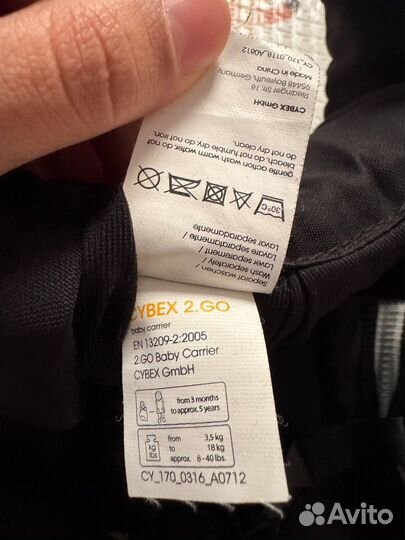 CY_170_0118_A0812
Made in China
95448 Bayreuth, Germany
Riedinger Str. 18
CYBEX GmbH
do not dry clean.
bleach, do not tumble dry, do not iron,
gentle action wash warm water, do not
30°C
Lavar separadamente
Lavare separatamente /
Laver séparément /
Wash separately /
Separat waschen /
CYBEX 2.GO
baby carrier
EN 13209-2:2005
2.GO Baby Carrier
CYBEX GmbH
from 3 months
to approx. 5 years
kg
lbs
from 3,5 kg
to 18 kg
approx. 8-40 lbs.
CY_170_0316_A0712
Avito